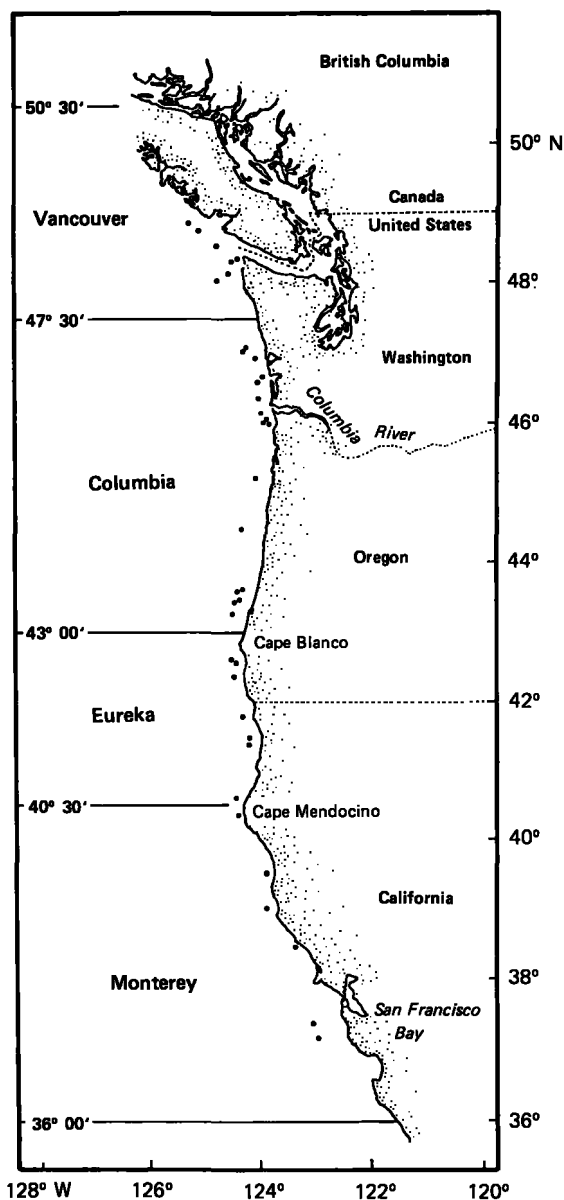 British Columbia
50° 30'
50° N
Canada
Vancouver
United States
48°
47° 30'
Washington
Columbia
River
46°
Columbia
Oregon
44°
43° 00'
Cape Blanco
42°
Eureka
40° 30'
Cape Mendocino
40°
California
38°
Monterey
San Francisco
Bay
36° 00'
36°
128° W 126° 124° 122° 120°